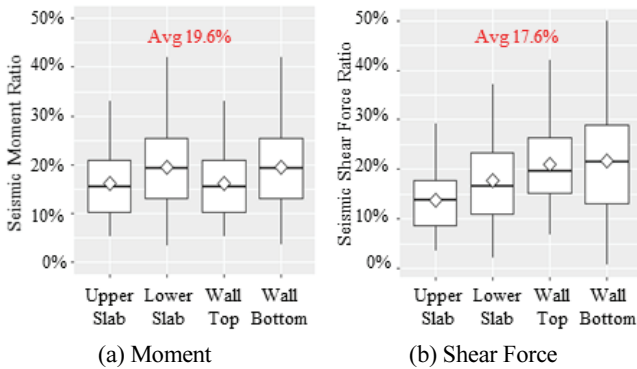 50%
40%
30%
20%
10%
0%
Seismic Moment Ratio
Avg 19.6%
Upper Slab
Lower Slab
Wall Top
Wall Bottom
(a) Moment
50%
40%
30%
20%
10%
0%
Seismic Shear Force Ratio
Avg 17.6%
Upper Slab
Lower Slab
Wall Top
Wall Bottom
(b) Shear Force